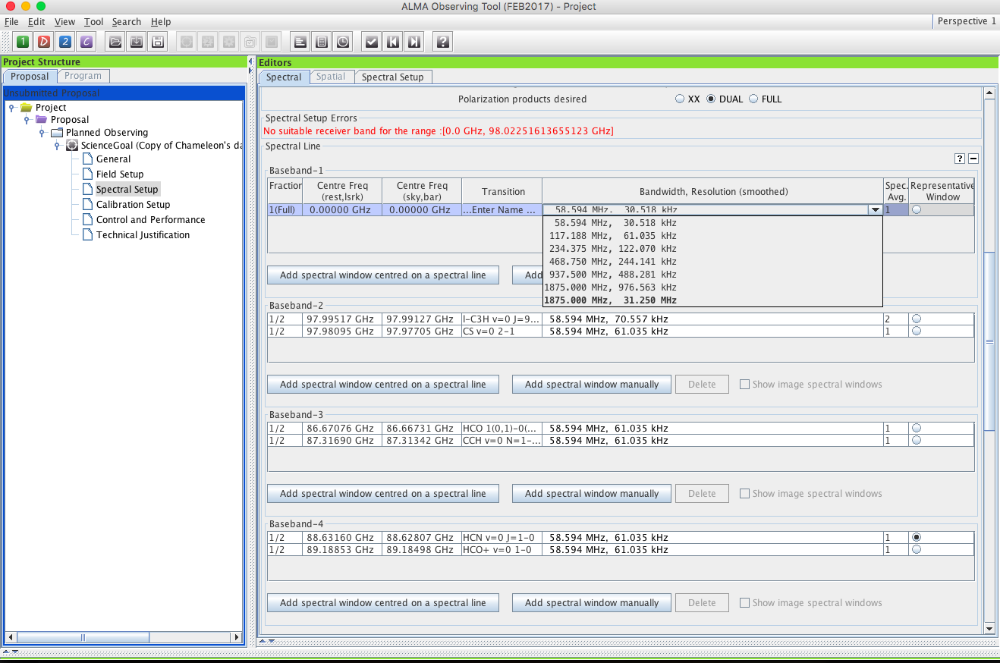 ALMA Observing Tool (FEB2017) - Project
File Edit View Tool Search Help
Perspective 1
1 D 2 C ?
Project Structure
Proposal Program
Unsubmitted Proposal
Project
Proposal
Planned Observing
ScienceGoal (Copy of Chameleon's da
General
Field Setup
Spectral Setup
Calibration Setup
Control and Performance
Technical Justification
Editors
Spectral Spatial Spectral Setup
Polarization products desired XX DUAL FULL
Spectral Setup Errors
No suitable receiver band for the range :[0.0 GHz, 98.02251613655123 GHz]
Spectral Line
?
Baseband-1
Fraction Centre Freq (rest,lsrk) Centre Freq (sky,bar) Transition Bandwidth, Resolution (smoothed) Spec. Avg. Representative Window
1(Full) 0.00000 GHz 0.00000 GHz ...Enter Name ... 58.594 MHz, 30.518 kHz 1
58.594 MHz, 30.518 kHz
117.188 MHz, 61.035 kHz
234.375 MHz, 122.070 kHz
468.750 MHz, 244.141 kHz
937.500 MHz, 488.281 kHz
1875.000 MHz, 976.563 kHz
1875.000 MHz, 31.250 MHz
Add spectral window centred on a spectral line Add
Baseband-2
1/2 97.99517 GHz 97.99127 GHz l-C3H v=0 J=9... 58.594 MHz, 70.557 kHz 2
1/2 97.98095 GHz 97.97705 GHz CS v=0 2-1 58.594 MHz, 61.035 kHz 1
Add spectral window centred on a spectral line Add spectral window manually Delete Show image spectral windows
Baseband-3
1/2 86.67076 GHz 86.66731 GHz HCO 1(0,1)-0(... 58.594 MHz, 61.035 kHz 1
1/2 87.31690 GHz 87.31342 GHz CCH v=0 N=1-... 58.594 MHz, 61.035 kHz 1
Add spectral window centred on a spectral line Add spectral window manually Delete Show image spectral windows
Baseband-4
1/2 88.63160 GHz 88.62807 GHz HCN v=0 J=1-0 58.594 MHz, 61.035 kHz 1
1/2 89.18853 GHz 89.18498 GHz HCO+ v=0 1-0 58.594 MHz, 61.035 kHz 1
Add spectral window centred on a spectral line Add spectral window manually Delete Show image spectral windows